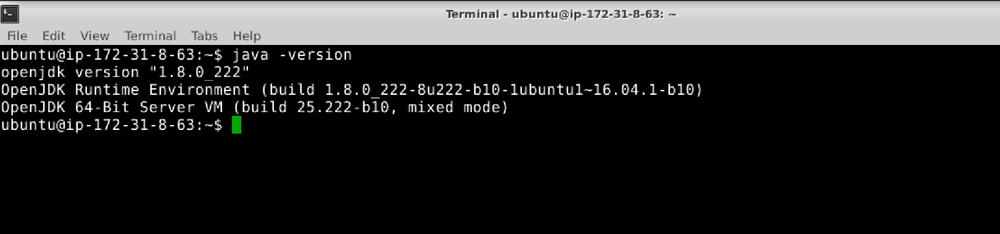 Terminal - ubuntu@ip-172-31-8-63: ~
File Edit View Terminal Tabs Help
ubuntu@ip-172-31-8-63:~$ java -version
openjdk version "1.8.0_222"
OpenJDK Runtime Environment (build 1.8.0_222-8u222-b10-1ubuntu1~16.04.1-b10)
OpenJDK 64-Bit Server VM (build 25.222-b10, mixed mode)
ubuntu@ip-172-31-8-63:~$